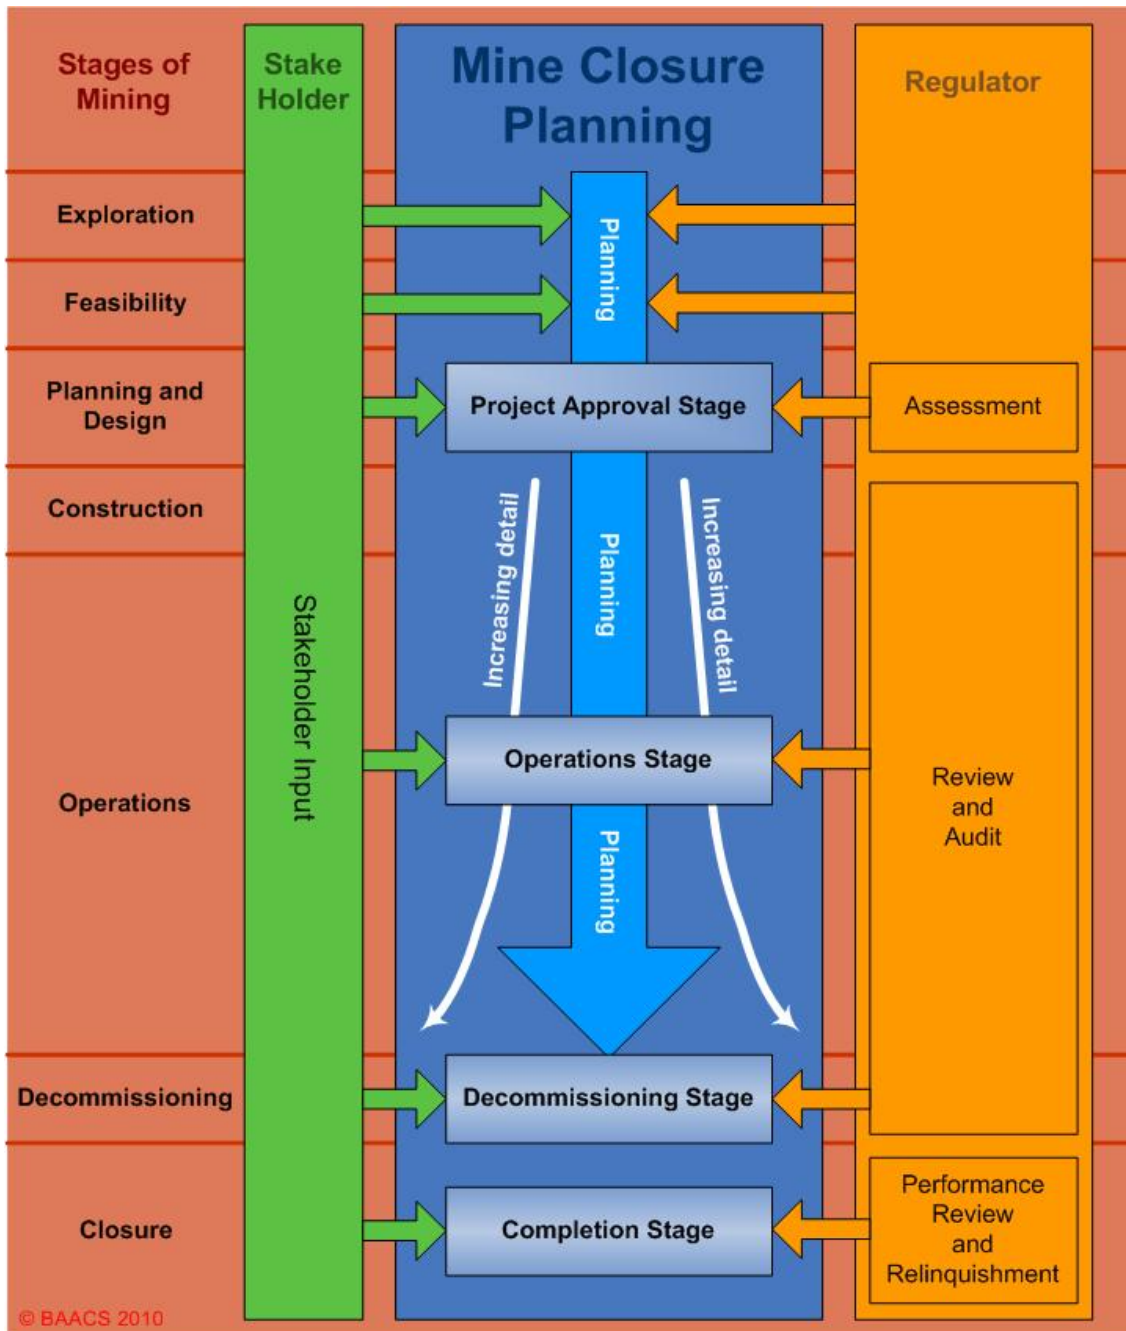 Stages of
Mining
Stake
Holder
Mine Closure
Planning
Regulator
Exploration
Planning
Feasibility
Planning and
Design
Project Approval Stage
Assessment
Construction
Increasing detail
Planning
Increasing detail
Stakeholder Input
Operations
Operations Stage
Review
and
Audit
Planning
Decommissioning
Decommissioning Stage
Closure
Completion Stage
Performance
Review
and
Relinquishment
© BAACS 2010